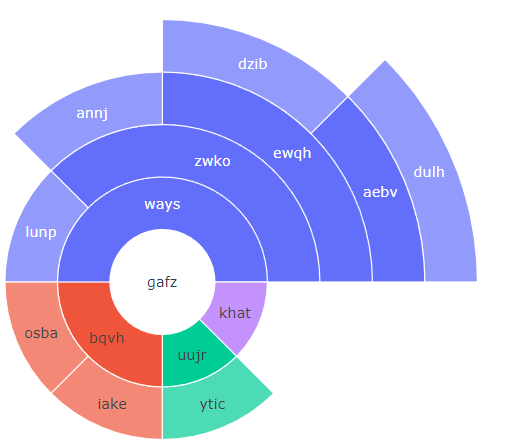 dzib
annj
ewqh
zwko
dulh
aebv
ways
lunp
gafz
khat
osba
bqvh
uujr
iake
ytic